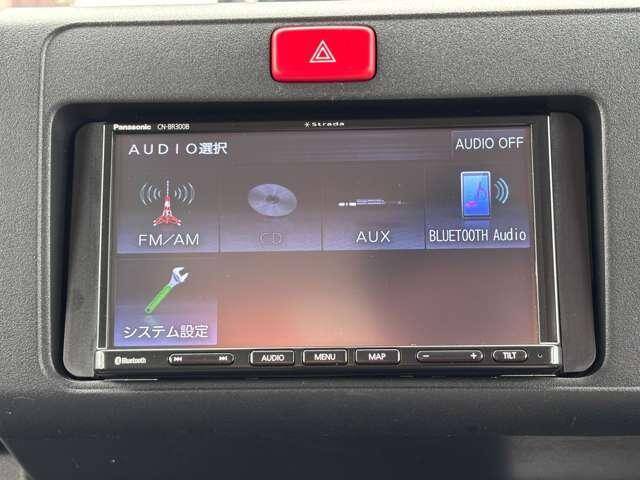 Panasonic CN-BR300B Strada
AUDIO選択 AUDIO OFF
FM/AM CD AUX BLUETOOTH Audio
システム設定
Bluetooth AUDIO MENU MAP − + TILT